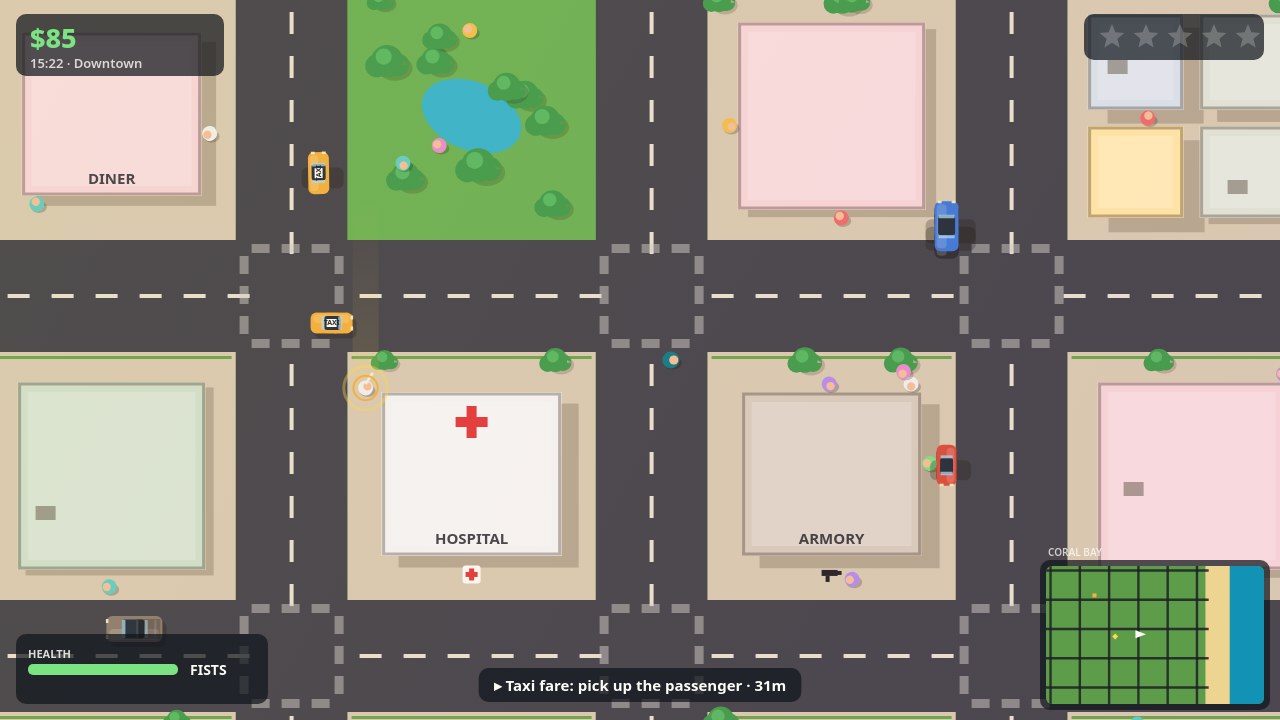 $85
15:22 · Downtown
DINER
TAXI
HOSPITAL
ARMORY
CORAL BAY
HEALTH
FISTS
▸ Taxi fare: pick up the passenger · 31m